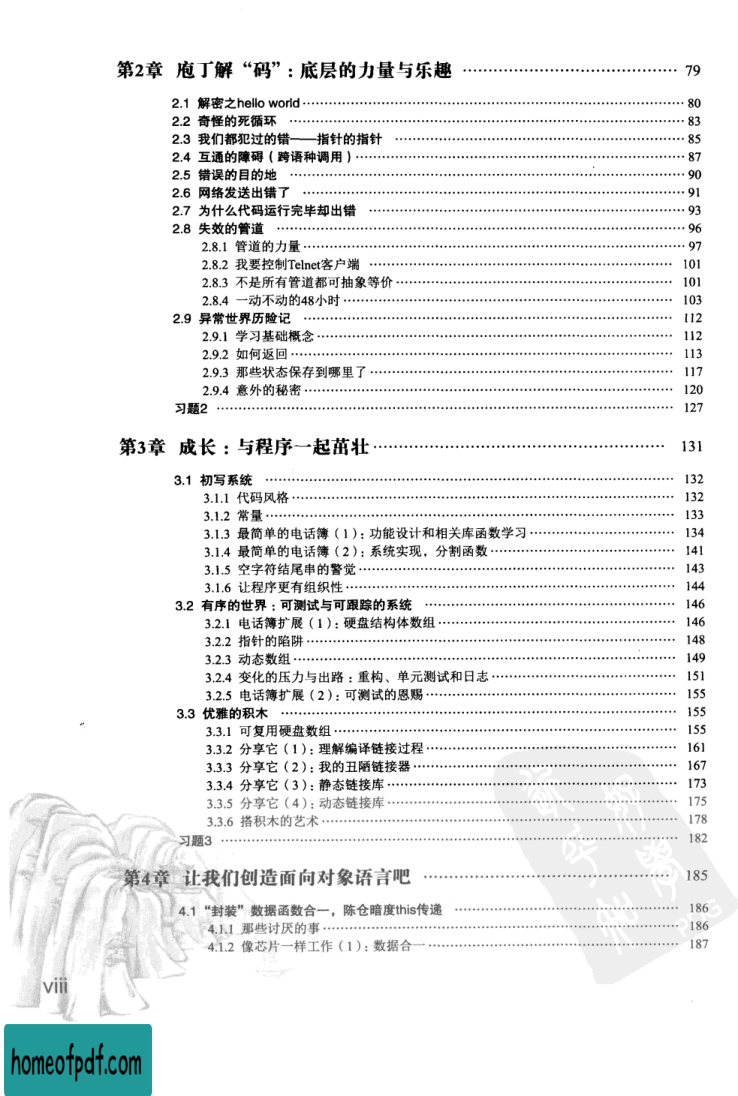 第2章 庖丁解“码”：底层的力量与乐趣 …… 79
2.1 解密之hello world …… 80
2.2 奇怪的死循环 …… 83
2.3 我们都犯过的错——指针的指针 …… 85
2.4 互通的障碍（跨语种调用） …… 87
2.5 错误的目的地 …… 90
2.6 网络发送出错了 …… 91
2.7 为什么代码运行完毕却出错 …… 93
2.8 失效的管道 …… 96
2.8.1 管道的力量 …… 97
2.8.2 我要控制Telnet客户端 …… 101
2.8.3 不是所有管道都可抽象等价 …… 101
2.8.4 一动不动的48小时 …… 103
2.9 异常世界历险记 …… 112
2.9.1 学习基础概念 …… 112
2.9.2 如何返回 …… 113
2.9.3 那些状态保存到哪里了 …… 117
2.9.4 意外的秘密 …… 120
习题2 …… 127
第3章 成长：与程序一起茁壮 …… 131
3.1 初写系统 …… 132
3.1.1 代码风格 …… 132
3.1.2 常量 …… 133
3.1.3 最简单的电话簿（1）：功能设计和相关库函数学习 …… 134
3.1.4 最简单的电话簿（2）：系统实现，分割函数 …… 141
3.1.5 空字符结尾串的警觉 …… 143
3.1.6 让程序更有组织性 …… 144
3.2 有序的世界：可测试与可跟踪的系统 …… 146
3.2.1 电话簿扩展（1）：硬盘结构体数组 …… 146
3.2.2 指针的陷阱 …… 148
3.2.3 动态数组 …… 149
3.2.4 变化的压力与出路：重构、单元测试和日志 …… 151
3.2.5 电话簿扩展（2）：可测试的恩赐 …… 155
3.3 优雅的积木 …… 155
3.3.1 可复用硬盘数组 …… 155
3.3.2 分享它（1）：理解编译链接过程 …… 161
3.3.3 分享它（2）：我的丑陋链接器 …… 167
3.3.4 分享它（3）：静态链接库 …… 173
3.3.5 分享它（4）：动态链接库 …… 175
3.3.6 搭积木的艺术 …… 178
习题3 …… 182
第4章 让我们创造面向对象语言吧 …… 185
4.1 “封装”数据函数合一，陈仓暗度this传递 …… 186
4.1.1 那些讨厌的事 …… 186
4.1.2 像芯片一样工作（1）：数据合一 …… 187
viii
homeofpdf.com